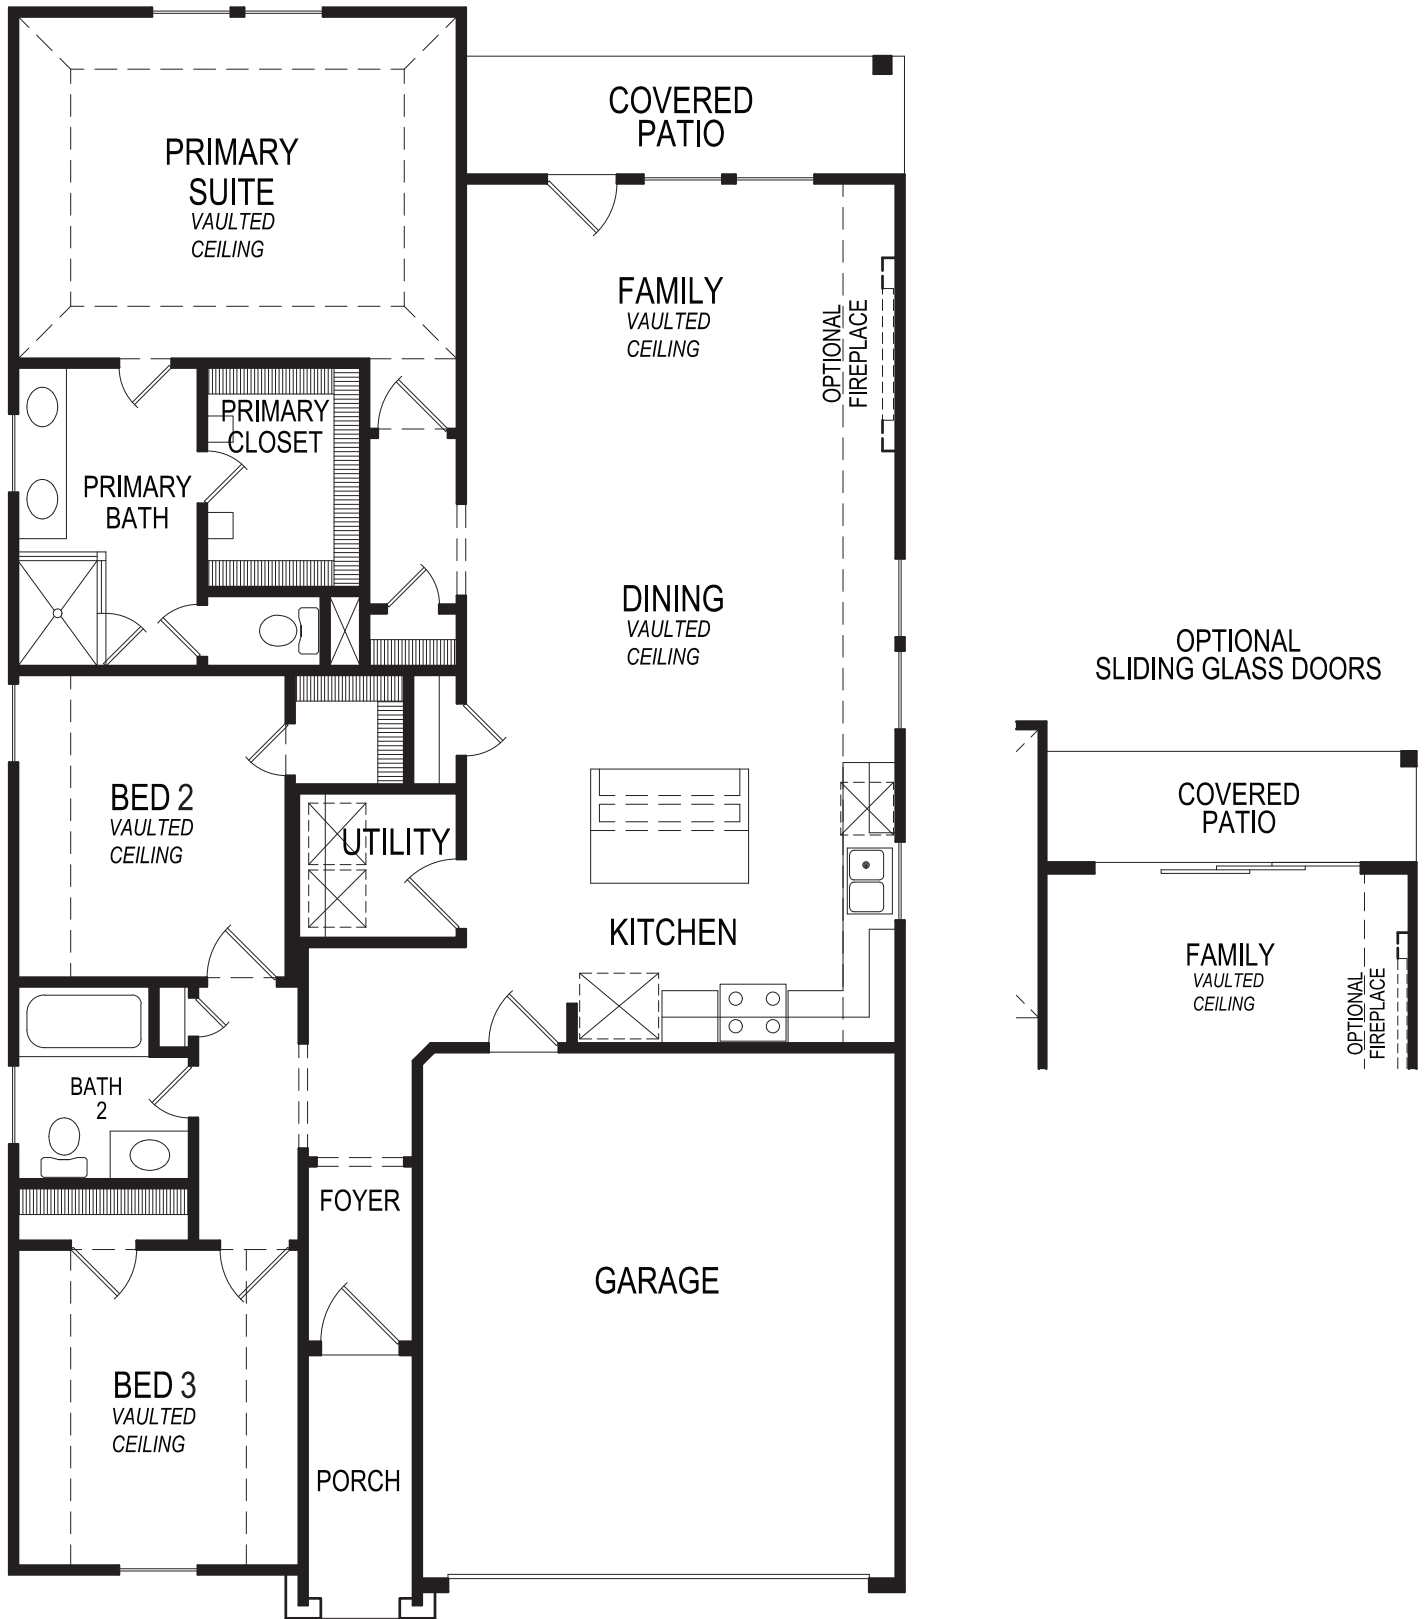 COVERED
PATIO
PRIMARY
SUITE
VAULTED
CEILING
FAMILY
VAULTED
CEILING
OPTIONAL
FIREPLACE
PRIMARY
CLOSET
PRIMARY
BATH
DINING
VAULTED
CEILING
BED 2
VAULTED
CEILING
UTILITY
KITCHEN
BATH
2
FOYER
GARAGE
BED 3
VAULTED
CEILING
PORCH
OPTIONAL
SLIDING GLASS DOORS
COVERED
PATIO
FAMILY
VAULTED
CEILING
OPTIONAL
FIREPLACE